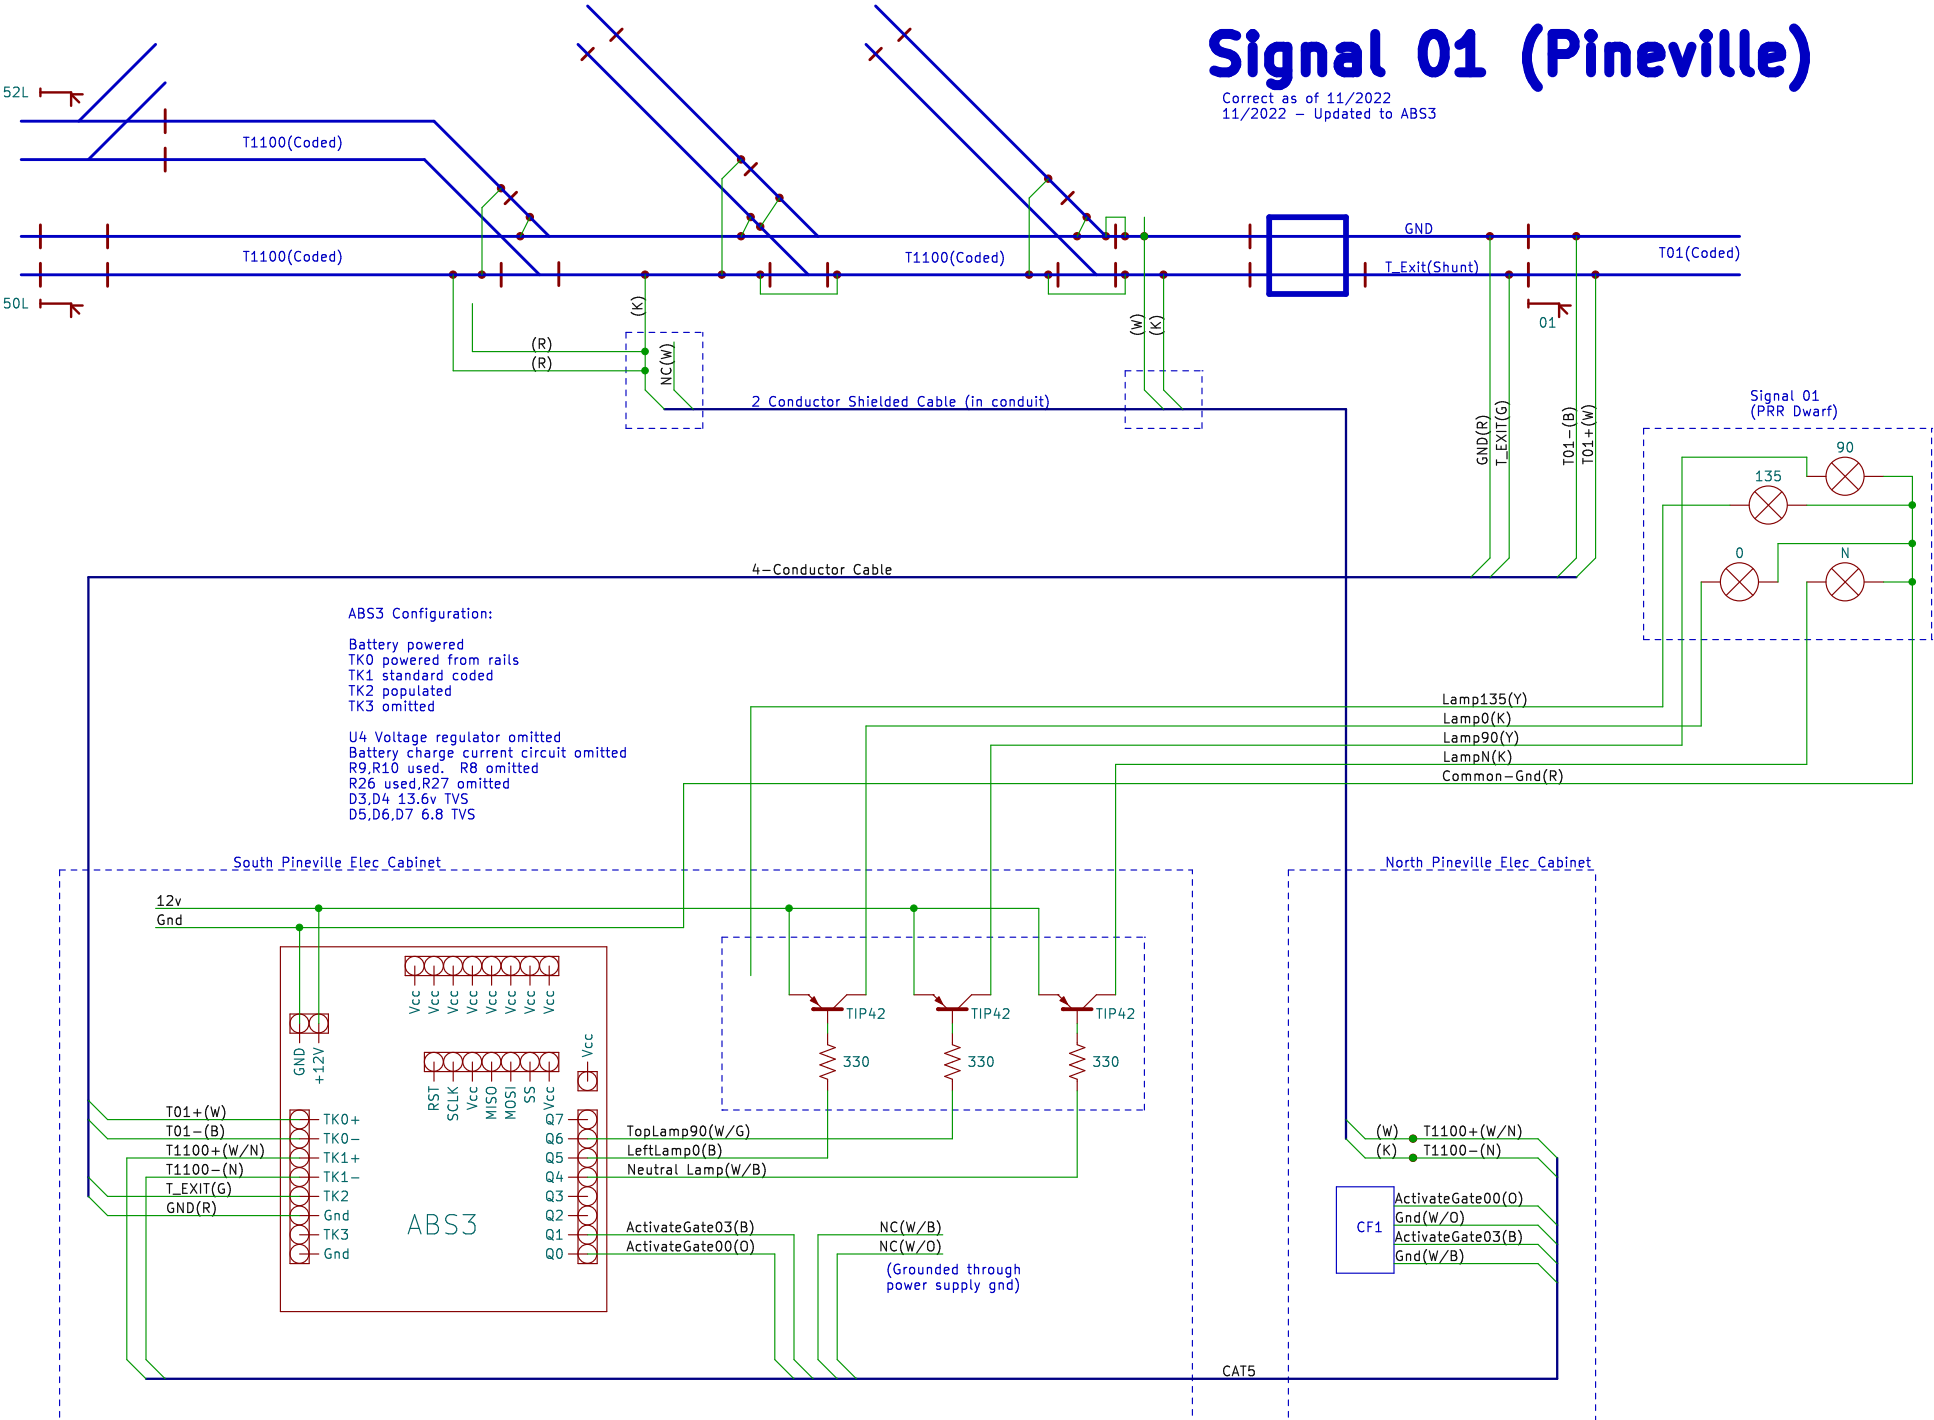 Signal 01 (Pineville)
Correct as of 11/2022
11/2022 - Updated to ABS3
52L
T1100(Coded)
GND
T1100(Coded)
T1100(Coded)
T_Exit(Shunt)
T01(Coded)
50L
01
(K)
(R)
(R)
NC(W)
(W)
(K)
2 Conductor Shielded Cable (in conduit)
GND(R)
T_EXIT(G)
T01-(B)
T01+(W)
Signal 01
(PRR Dwarf)
90
135
0
N
4-Conductor Cable
ABS3 Configuration:
Battery powered
TK0 powered from rails
TK1 standard coded
TK2 populated
TK3 omitted
U4 Voltage regulator omitted
Battery charge current circuit omitted
R9,R10 used.  R8 omitted
R26 used,R27 omitted
D3,D4 13.6v TVS
D5,D6,D7 6.8 TVS
Lamp135(Y)
Lamp0(K)
Lamp90(Y)
LampN(K)
Common-Gnd(R)
South Pineville Elec Cabinet
North Pineville Elec Cabinet
12v
Gnd
Vcc
Vcc
Vcc
Vcc
Vcc
Vcc
Vcc
Vcc
GND
+12V
Vcc
RST
SCLK
Vcc
MISO
MOSI
SS
Vcc
TIP42
TIP42
TIP42
330
330
330
T01+(W)
T01-(B)
T1100+(W/N)
T1100-(N)
T_EXIT(G)
GND(R)
TK0+
TK0-
TK1+
TK1-
TK2
Gnd
TK3
Gnd
ABS3
Q7
Q6
Q5
Q4
Q3
Q2
Q1
Q0
TopLamp90(W/G)
LeftLamp0(B)
Neutral Lamp(W/B)
ActivateGate03(B)
ActivateGate00(O)
NC(W/B)
NC(W/O)
(Grounded through
power supply gnd)
(W)
T1100+(W/N)
(K)
T1100-(N)
CF1
ActivateGate00(O)
Gnd(W/O)
ActivateGate03(B)
Gnd(W/B)
CAT5